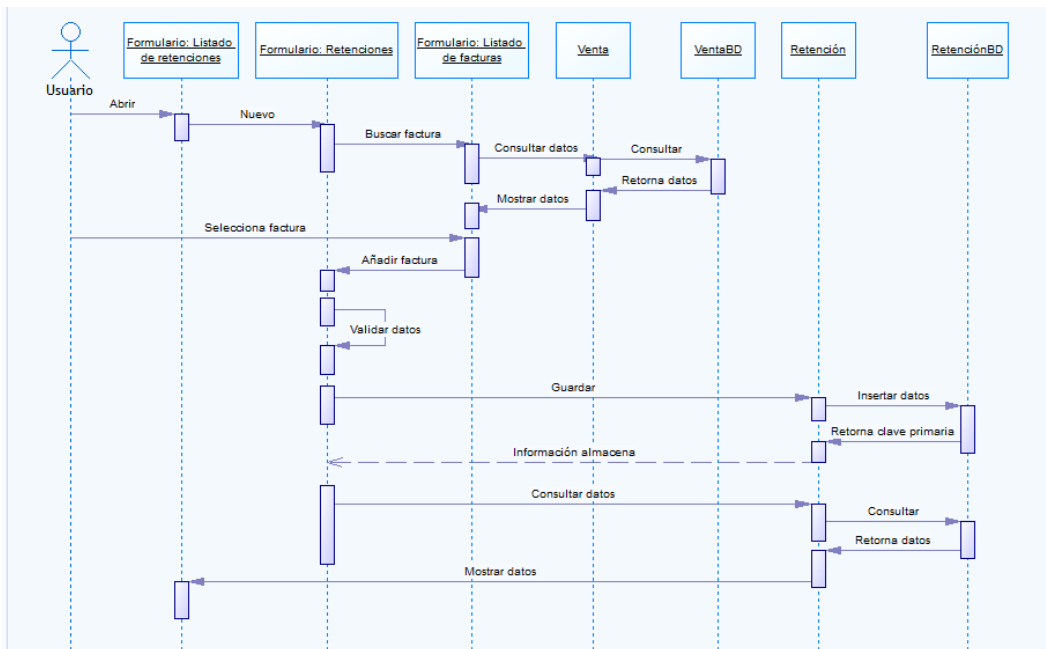 Formulario: Listado
de retenciones
Formulario: Retenciones
Formulario: Listado
de facturas
Venta
VentaBD
Retención
RetenciónBD
Usuario
Abrir
Nuevo
Buscar factura
Consultar datos
Consultar
Retorna datos
Mostrar datos
Selecciona factura
Añadir factura
Validar datos
Guardar
Insertar datos
Retorna clave primaria
Información almacena
Consultar datos
Consultar
Retorna datos
Mostrar datos